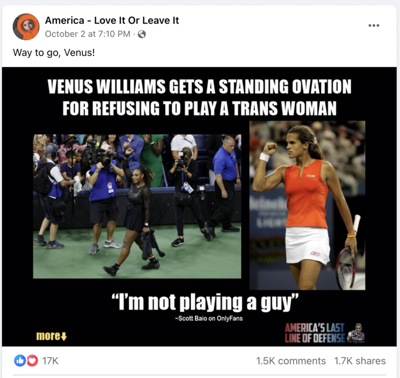 America - Love It Or Leave It
October 2 at 7:10 PM ·
Way to go, Venus!
VENUS WILLIAMS GETS A STANDING OVATION
FOR REFUSING TO PLAY A TRANS WOMAN
"I'm not playing a guy"
~Scott Baio on OnlyFans
AMERICA'S LAST
LINE OF DEFENSE
more
17K
1.5K comments 1.7K shares